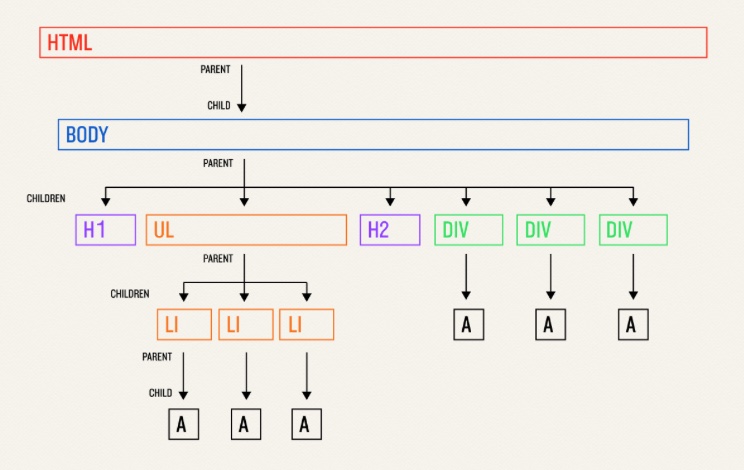 HTML
PARENT
CHILD
BODY
PARENT
CHILDREN
H1 UL H2 DIV DIV DIV
PARENT
CHILDREN
LI LI LI A A A
PARENT
CHILD
A A A